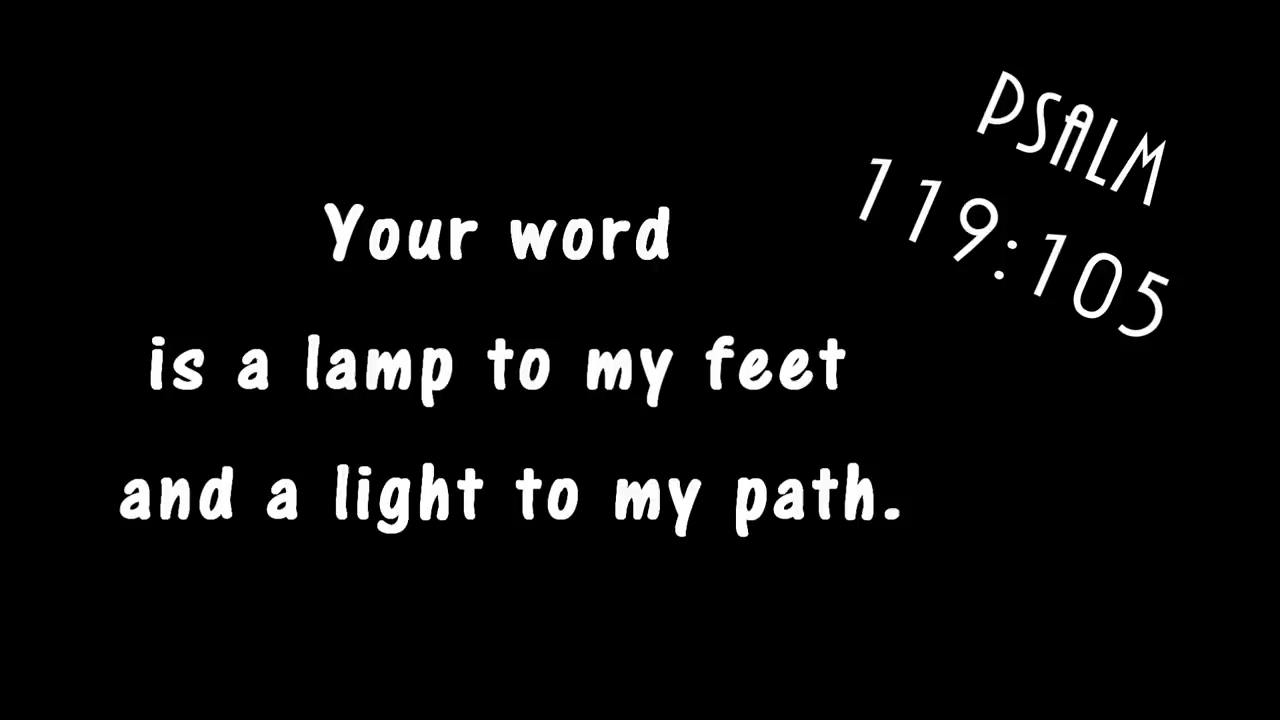 PSALM
119:105
Your word
is a lamp to my feet
and a light to my path.